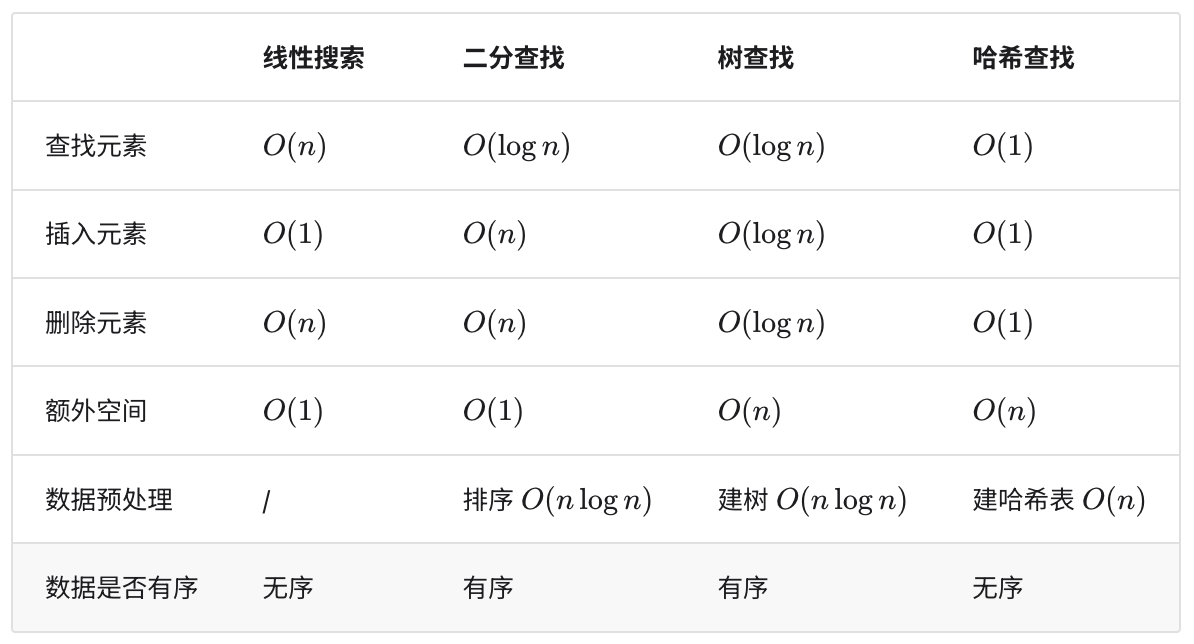 线性搜索 二分查找 树查找 哈希查找
查找元素 O(n) O(log n) O(log n) O(1)
插入元素 O(1) O(n) O(log n) O(1)
删除元素 O(n) O(n) O(log n) O(1)
额外空间 O(1) O(1) O(n) O(n)
数据预处理 / 排序 O(n log n) 建树 O(n log n) 建哈希表 O(n)
数据是否有序 无序 有序 有序 无序